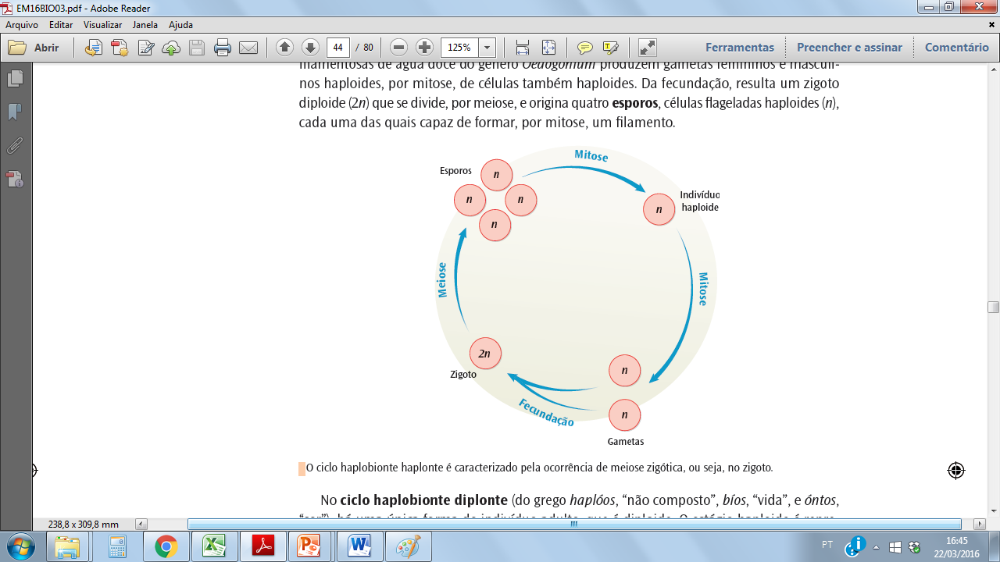 EM16BIO03.pdf - Adobe Reader
Arquivo Editar Visualizar Janela Ajuda
Abrir 44 / 80 125% Ferramentas Preencher e assinar Comentário
filamentosas de água doce do gênero Oedogonium produzem gametas femininos e masculi-
nos haploides, por mitose, de células também haploides. Da fecundação, resulta um zigoto
diploide (2n) que se divide, por meiose, e origina quatro esporos, células flageladas haploides (n),
cada uma das quais capaz de formar, por mitose, um filamento.
Mitose
Esporos
n
n
n
n
Indivíduo
haploide
n
Meiose
Mitose
2n
Zigoto
n
n
Fecundação
Gametas
O ciclo haplobionte haplonte é caracterizado pela ocorrência de meiose zigótica, ou seja, no zigoto.
No ciclo haplobionte diplonte (do grego haplóos, “não composto”, bíos, “vida”, e óntos,
“ser”), há uma única forma de indivíduo adulto, que é diploide. O estágio haploide é repre-
238,8 x 309,8 mm
PT
16:45
22/03/2016